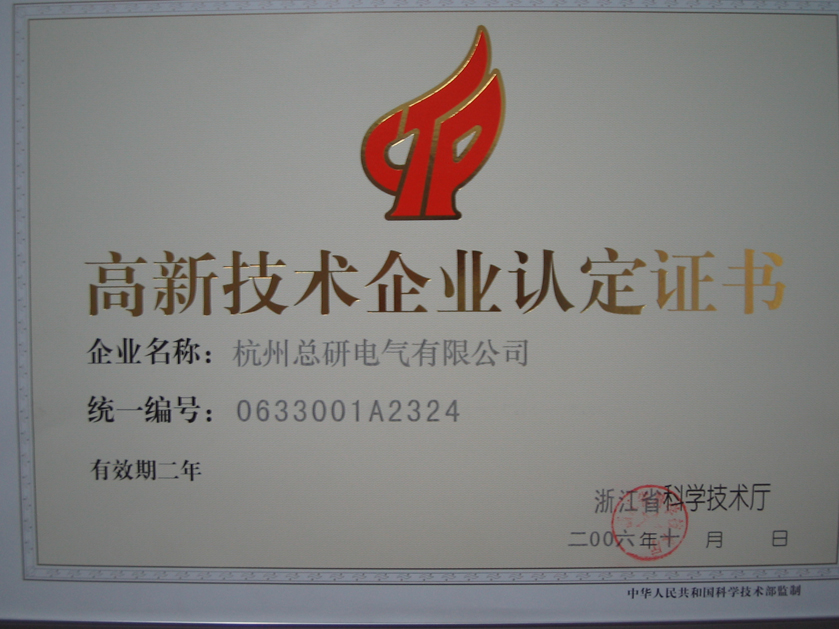 高新技术企业认定证书
企业名称：杭州总研电气有限公司
统一编号：0633001A2324
有效期二年
浙江省科学技术厅
二00六年十 月 日
中华人民共和国科学技术部监制